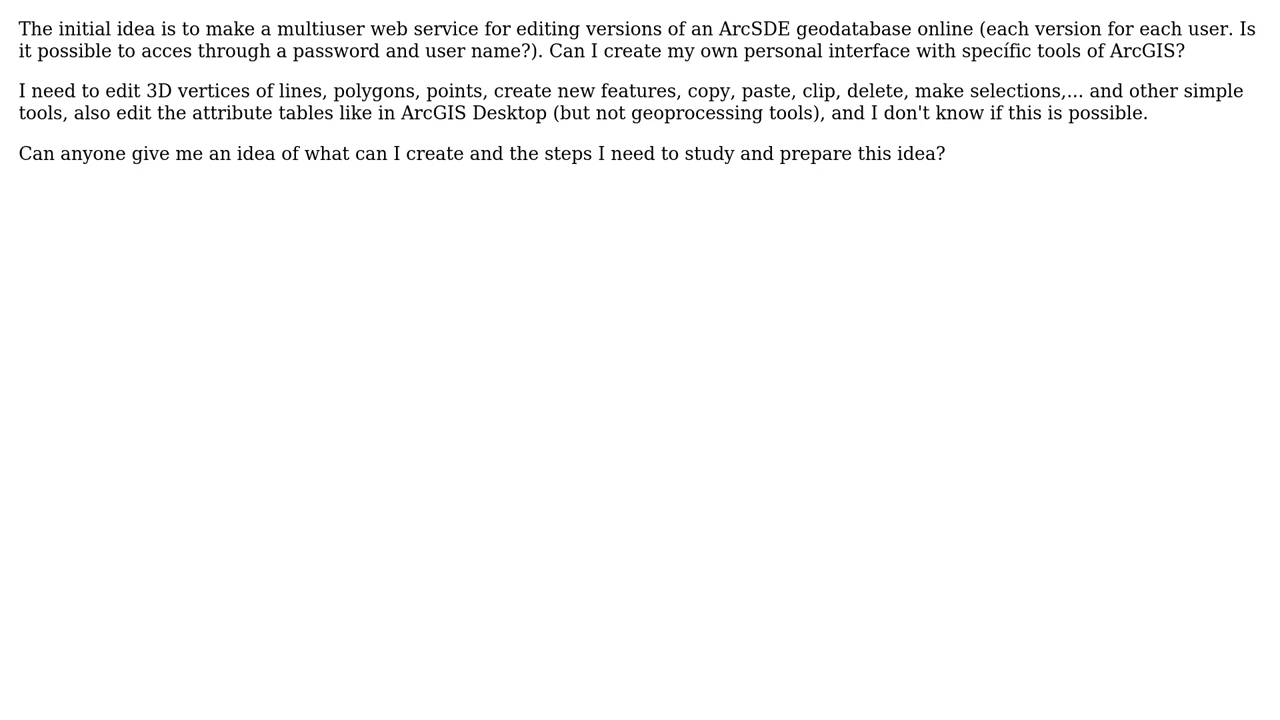 The initial idea is to make a multiuser web service for editing versions of an ArcSDE geodatabase online (each version for each user. Is
it possible to acces through a password and user name?). Can I create my own personal interface with specífic tools of ArcGIS?
I need to edit 3D vertices of lines, polygons, points, create new features, copy, paste, clip, delete, make selections,... and other simple
tools, also edit the attribute tables like in ArcGIS Desktop (but not geoprocessing tools), and I don't know if this is possible.
Can anyone give me an idea of what can I create and the steps I need to study and prepare this idea?